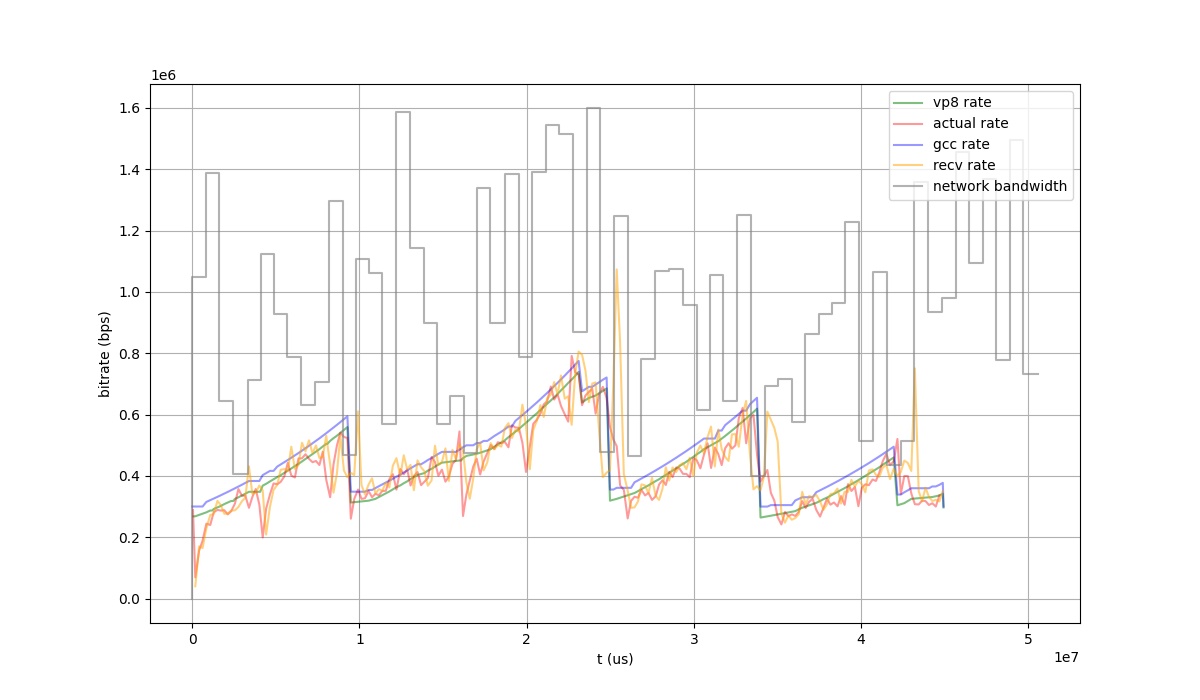 1e6
1.6
1.4
1.2
1.0
0.8
0.6
0.4
0.2
0.0
bitrate (bps)
vp8 rate
actual rate
gcc rate
recv rate
network bandwidth
0 1 2 3 4 5
t (us)
1e7